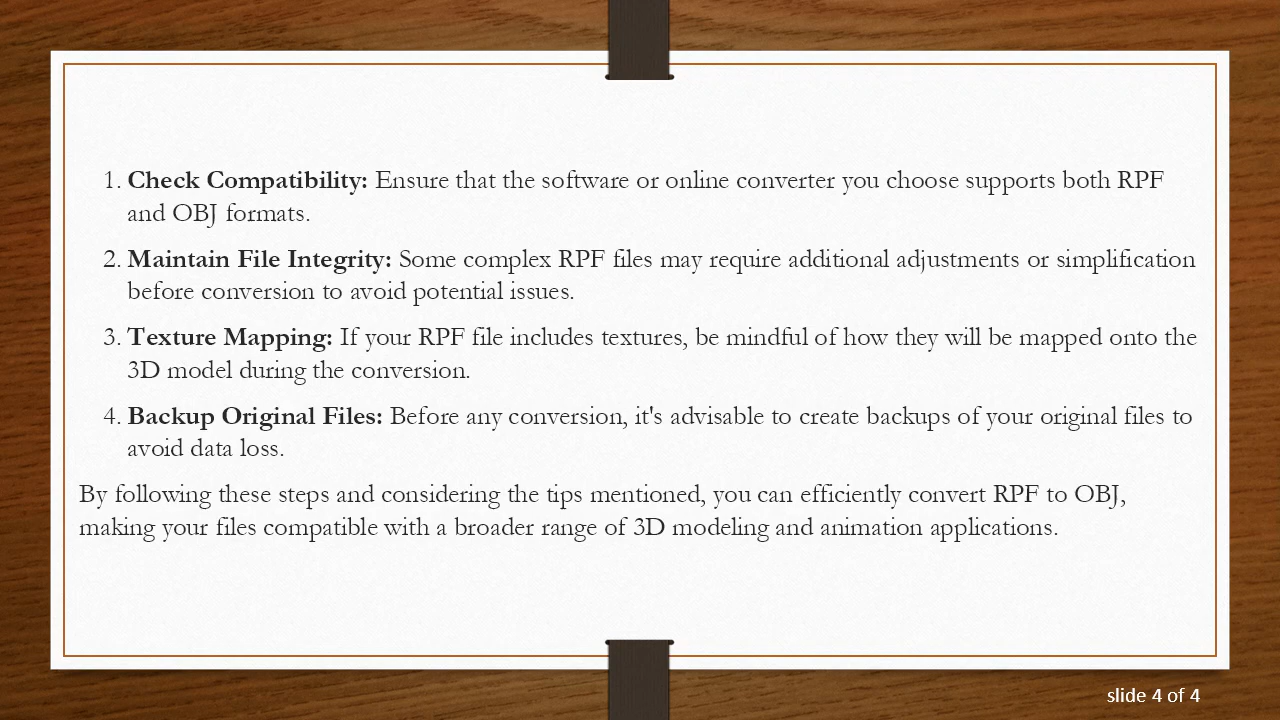 1. Check Compatibility: Ensure that the software or online converter you choose supports both RPF
and OBJ formats.
2. Maintain File Integrity: Some complex RPF files may require additional adjustments or simplification
before conversion to avoid potential issues.
3. Texture Mapping: If your RPF file includes textures, be mindful of how they will be mapped onto the
3D model during the conversion.
4. Backup Original Files: Before any conversion, it's advisable to create backups of your original files to
avoid data loss.
By following these steps and considering the tips mentioned, you can efficiently convert RPF to OBJ,
making your files compatible with a broader range of 3D modeling and animation applications.
slide 4 of 4